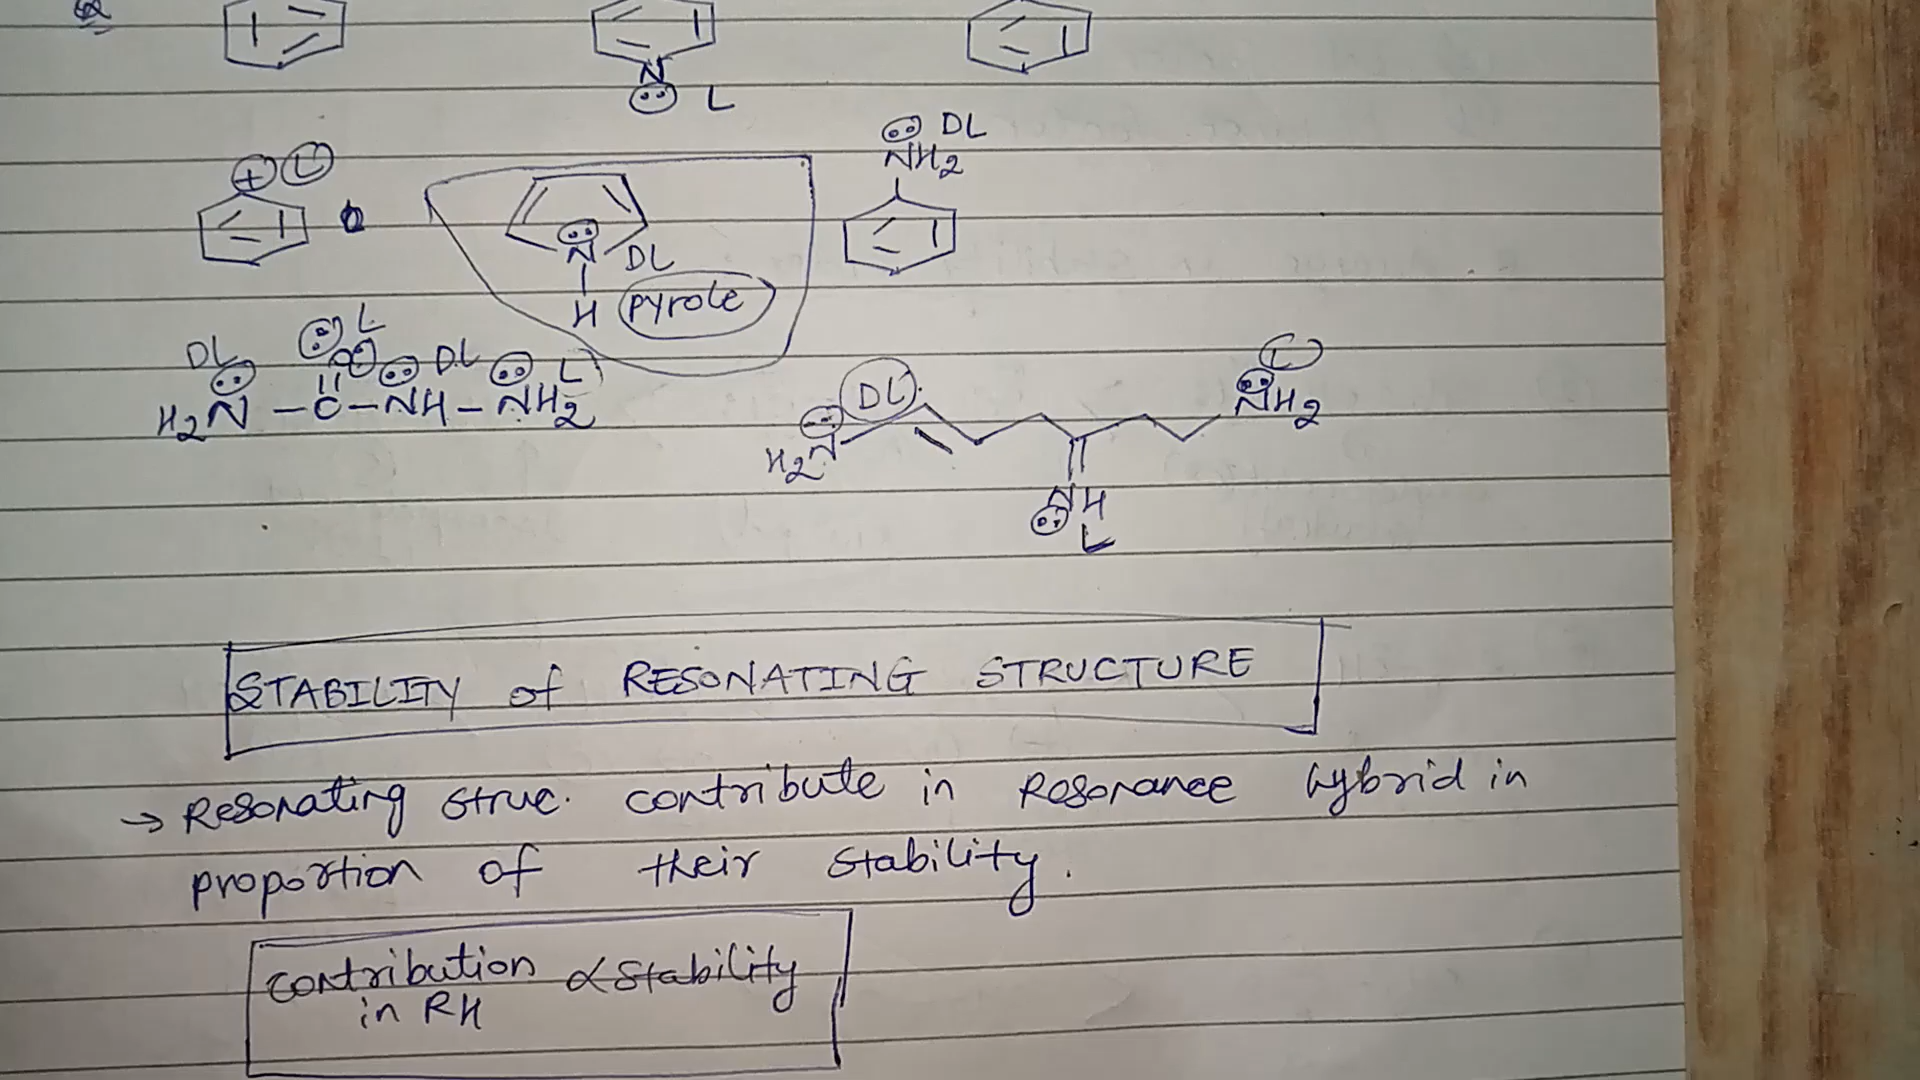 N
L
DL
NH2
+ L
N DL
H pyrole
DL L DL L
H2N - C - NH - NH2
O
DL L
H2N NH2
NH
L
STABILITY of RESONATING STRUCTURE
→ Resonating struc. contribute in Resonance hybrid in
proportion of their stability.
contribution ∝ stability
in RH